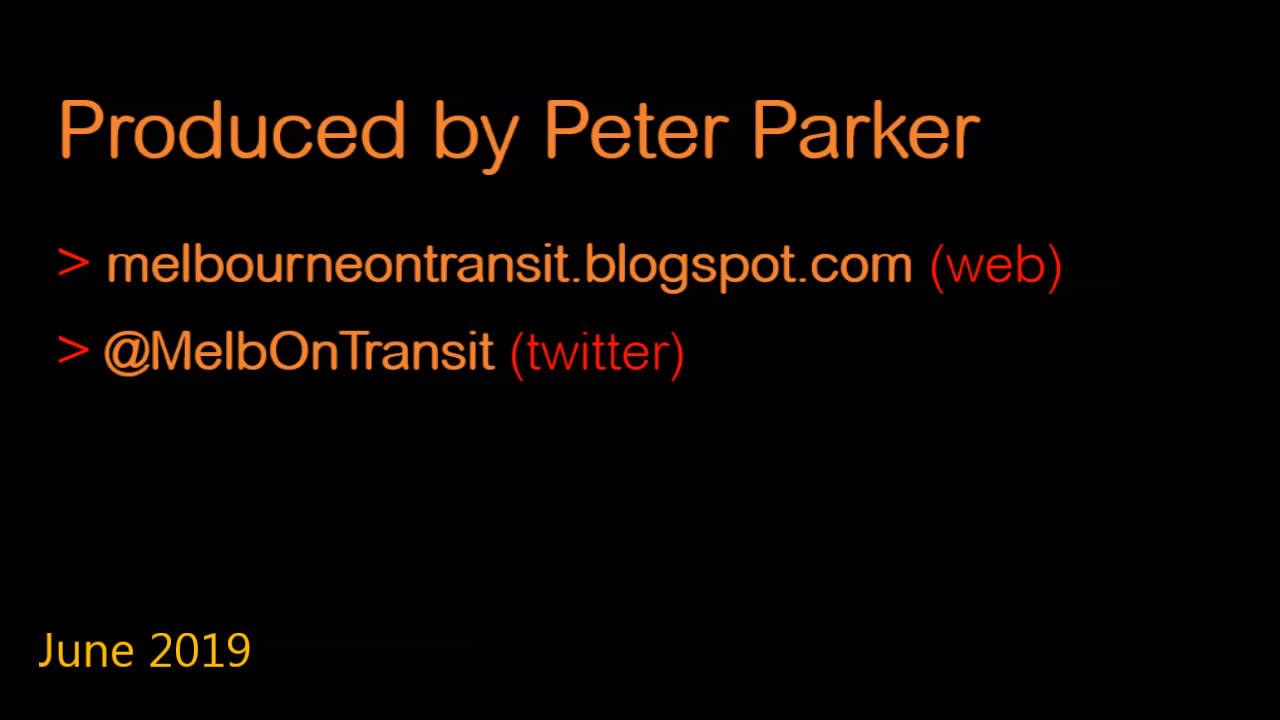 Produced by Peter Parker
> melbourneontransit.blogspot.com (web)
> @MelbOnTransit (twitter)
June 2019